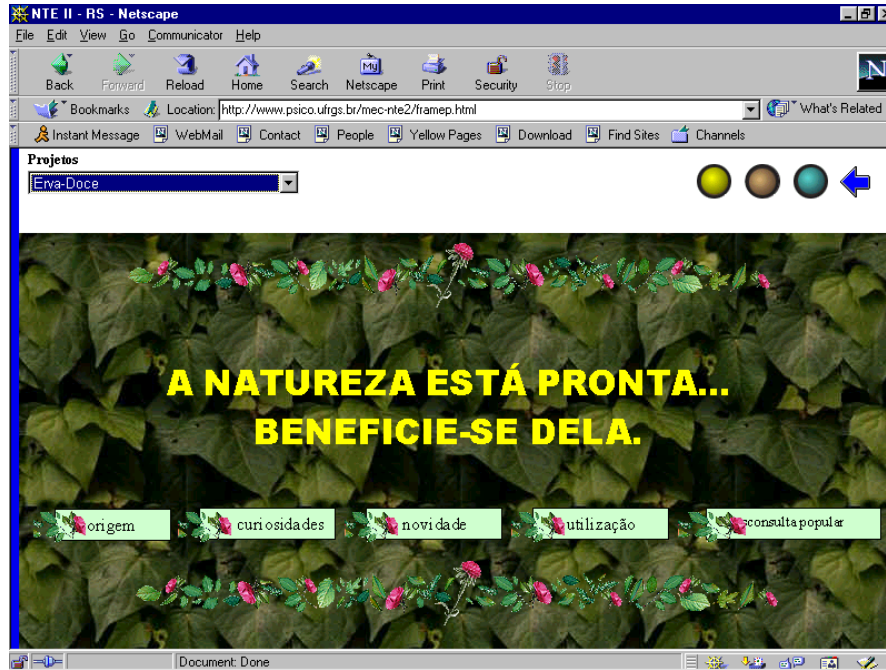 NTE II - RS - Netscape
File Edit View Go Communicator Help
Back Forward Reload Home Search Netscape Print Security Stop
My
N
Bookmarks Location: http://www.psico.ufrgs.br/mec-nte2/framep.html What's Related
Instant Message WebMail Contact People Yellow Pages Download Find Sites Channels
Projetos
Erva-Doce
A NATUREZA ESTÁ PRONTA...
BENEFICIE-SE DELA.
origem curiosidades novidade utilização consulta popular
Document: Done